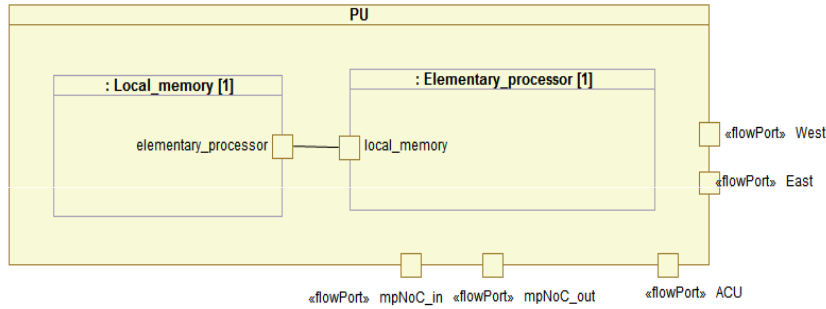 PU
: Local_memory [1]
: Elementary_processor [1]
elementary_processor
local_memory
«flowPort» West
«flowPort» East
«flowPort» mpNoC_in
«flowPort» mpNoC_out
«flowPort» ACU